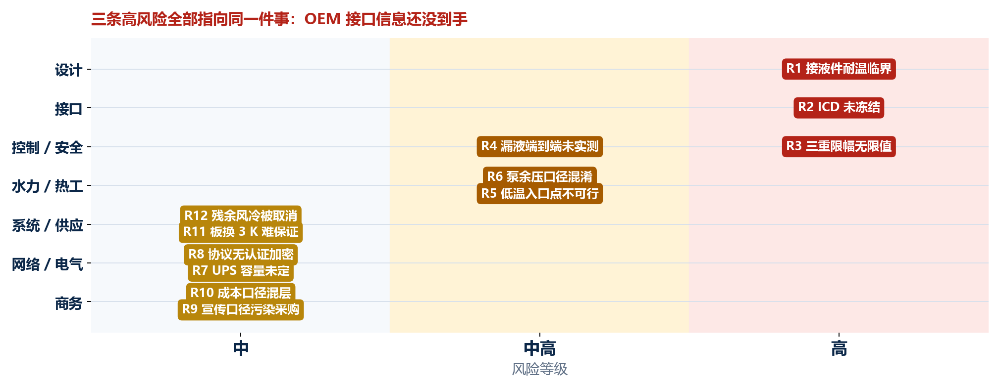 三条高风险全部指向同一件事：OEM 接口信息还没到手
设计
R1 接液件耐温临界
接口
R2 ICD 未冻结
控制 / 安全
R4 漏液端到端未实测
R3 三重限幅无限值
水力 / 热工
R6 泵余压口径混淆
R5 低温入口点不可行
系统 / 供应
R12 残余风冷被取消
R11 板换 3 K 难保证
网络 / 电气
R8 协议无认证加密
R7 UPS 容量未定
商务
R10 成本口径混层
R9 宣传口径污染采购
中
中高
高
风险等级